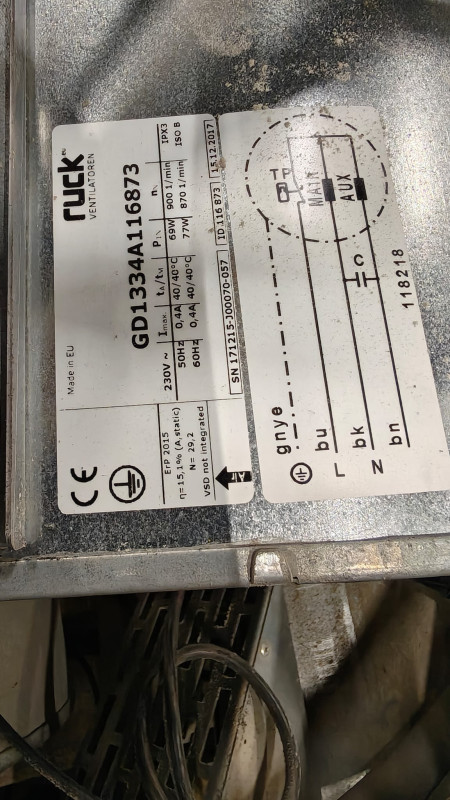 ruck EU
VENTILATOREN
Made in EU
GD1334A116873
230V ~ Imax. tA/tM P1 n IPX3
50Hz 0,4A 40/40°C 69W 900 1/min ISO B
60Hz 0,4A 40/40°C 77W 870 1/min
SN 171215-J00070-057 ID 116 873 15.12.2017
CE
ErP 2015
η=15,1% (A, static)
N= 29,2
VSD not integrated
Air
TP
MAIN
AUX
gnye
bu
L
bk
N
bn
C
118218